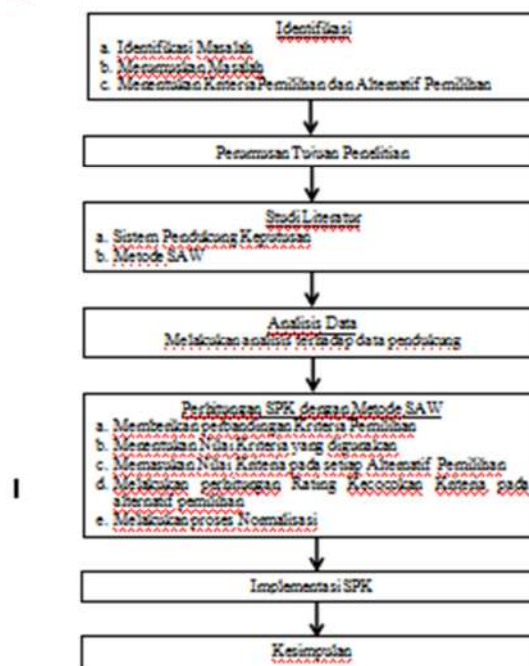 Identifikasi
a. Identifikasi Masalah
b. Merumuskan Masalah
c. Menentukan Kriteria Pemilihan dan Alternatif Pemilihan
Perumusan Tujuan Penelitian
Studi Literatur
a. Sistem Pendukung Keputusan
b. Metode SAW
Analisis Data
Melakukan analisis terhadap data pendukung
Perhitungan SPK dengan Metode SAW
a. Memberikan perbandingan Kriteria Pemilihan
b. Menentukan Nilai Kriteria yang digunakan
c. Memasukan Nilai Kriteria pada setiap Alternatif Pemilihan
d. Melakukan perhitungan Rating Kecocokan Kriteria pada
alternatif pemilihan
e. Melakukan proses Normalisasi
Implementasi SPK
Kesimpulan